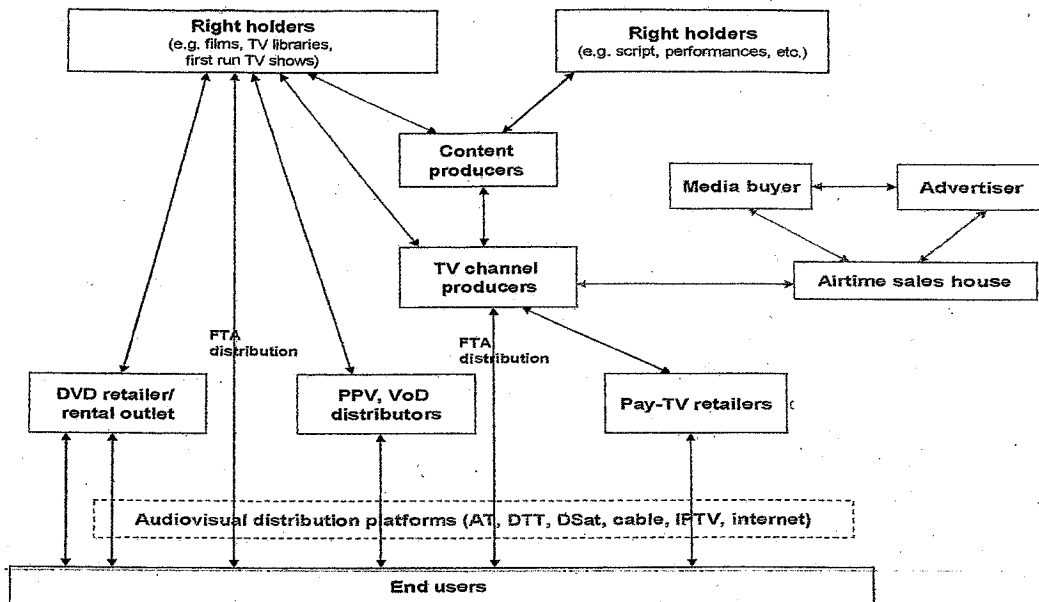 Right holders
(e.g. films, TV libraries,
first run TV shows)
Right holders
(e.g. script, performances, etc.)
Content
producers
Media buyer
Advertiser
TV channel
producers
Airtime sales house
FTA
distribution
FTA
distribution
DVD retailer/
rental outlet
PPV, VoD
distributors
Pay-TV retailers
Audiovisual distribution platforms (AT, DTT, DSat, cable, IPTV, internet)
End users